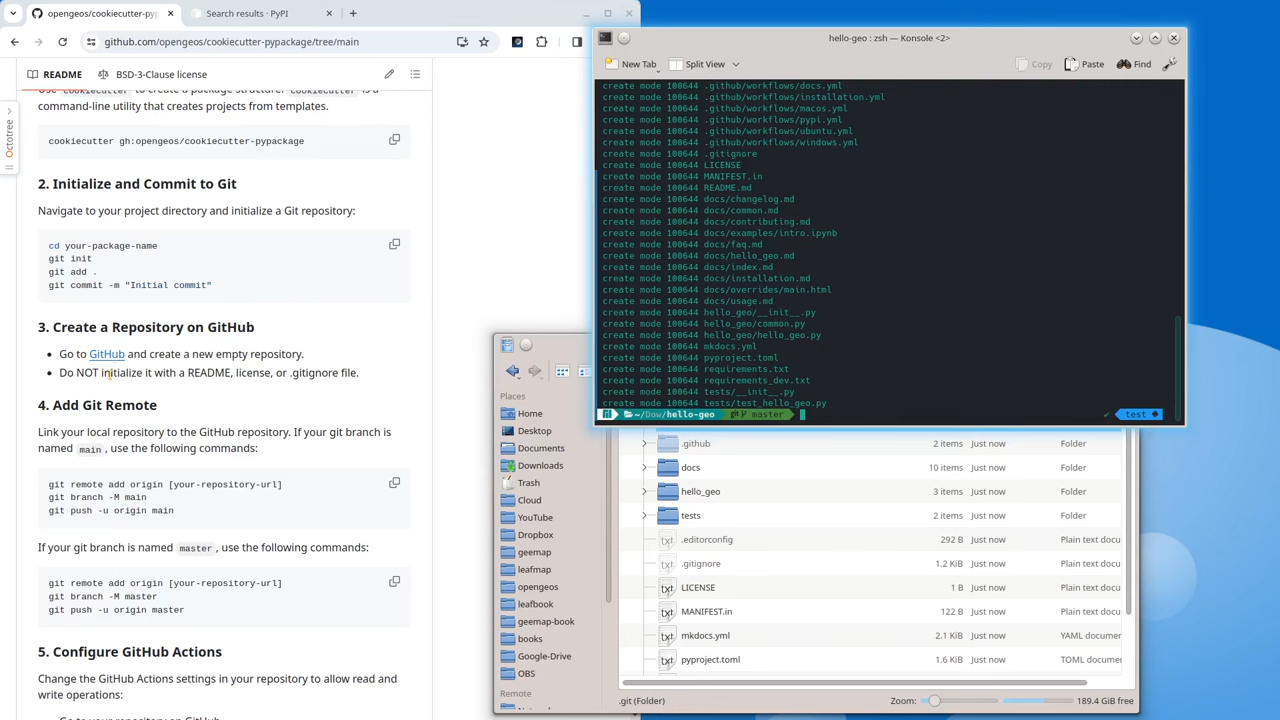 opengeos/cookiecutter-pyp
Search results · PyPI
github.com/opengeos/cookiecutter-pypackage/tree/main
README
BSD-3-Clause license
Octotree
command-line utility that creates projects from templates.
cookiecutter gh:opengeos/cookiecutter-pypackage
2. Initialize and Commit to Git
Navigate to your project directory and initialize a Git repository:
cd your-package-name
git init
git add .
git commit -m "Initial commit"
3. Create a Repository on GitHub
Go to GitHub and create a new empty repository.
Do NOT initialize it with a README, license, or .gitignore file.
4. Add Git Remote
Link your local repository to the GitHub repository. If your git branch is
named main, use the following commands:
git remote add origin [your-repository-url]
git branch -M main
git push -u origin main
If your git branch is named master, use the following commands:
git remote add origin [your-repository-url]
git branch -M master
git push -u origin master
5. Configure GitHub Actions
Change the GitHub Actions settings in your repository to allow read and
write operations:
hello-geo : zsh — Konsole <2>
New Tab
Split View
Copy
Paste
Find
create mode 100644 .github/workflows/docs.yml
create mode 100644 .github/workflows/installation.yml
create mode 100644 .github/workflows/macos.yml
create mode 100644 .github/workflows/pypi.yml
create mode 100644 .github/workflows/ubuntu.yml
create mode 100644 .github/workflows/windows.yml
create mode 100644 .gitignore
create mode 100644 LICENSE
create mode 100644 MANIFEST.in
create mode 100644 README.md
create mode 100644 docs/changelog.md
create mode 100644 docs/common.md
create mode 100644 docs/contributing.md
create mode 100644 docs/examples/intro.ipynb
create mode 100644 docs/faq.md
create mode 100644 docs/hello_geo.md
create mode 100644 docs/index.md
create mode 100644 docs/installation.md
create mode 100644 docs/overrides/main.html
create mode 100644 docs/usage.md
create mode 100644 hello_geo/__init__.py
create mode 100644 hello_geo/common.py
create mode 100644 hello_geo/hello_geo.py
create mode 100644 mkdocs.yml
create mode 100644 pyproject.toml
create mode 100644 requirements.txt
create mode 100644 requirements_dev.txt
create mode 100644 tests/__init__.py
create mode 100644 tests/test_hello_geo.py
~/Dow/hello-geo master
test
Places
Home
Desktop
Documents
Downloads
Trash
Cloud
YouTube
Dropbox
geemap
leafmap
opengeos
leafbook
geemap-book
books
Google-Drive
OBS
Remote
.github 2 items Just now Folder
docs 10 items Just now Folder
hello_geo 3 items Just now Folder
tests 2 items Just now Folder
.editorconfig 292 B Just now Plain text docu
.gitignore 1.2 KiB Just now Plain text docu
LICENSE 1 B Just now Plain text docu
MANIFEST.in 122 B Just now Plain text docu
mkdocs.yml 2.1 KiB Just now YAML documen
pyproject.toml 1.6 KiB Just now TOML documen
.git (Folder)
Zoom:
189.4 GiB free